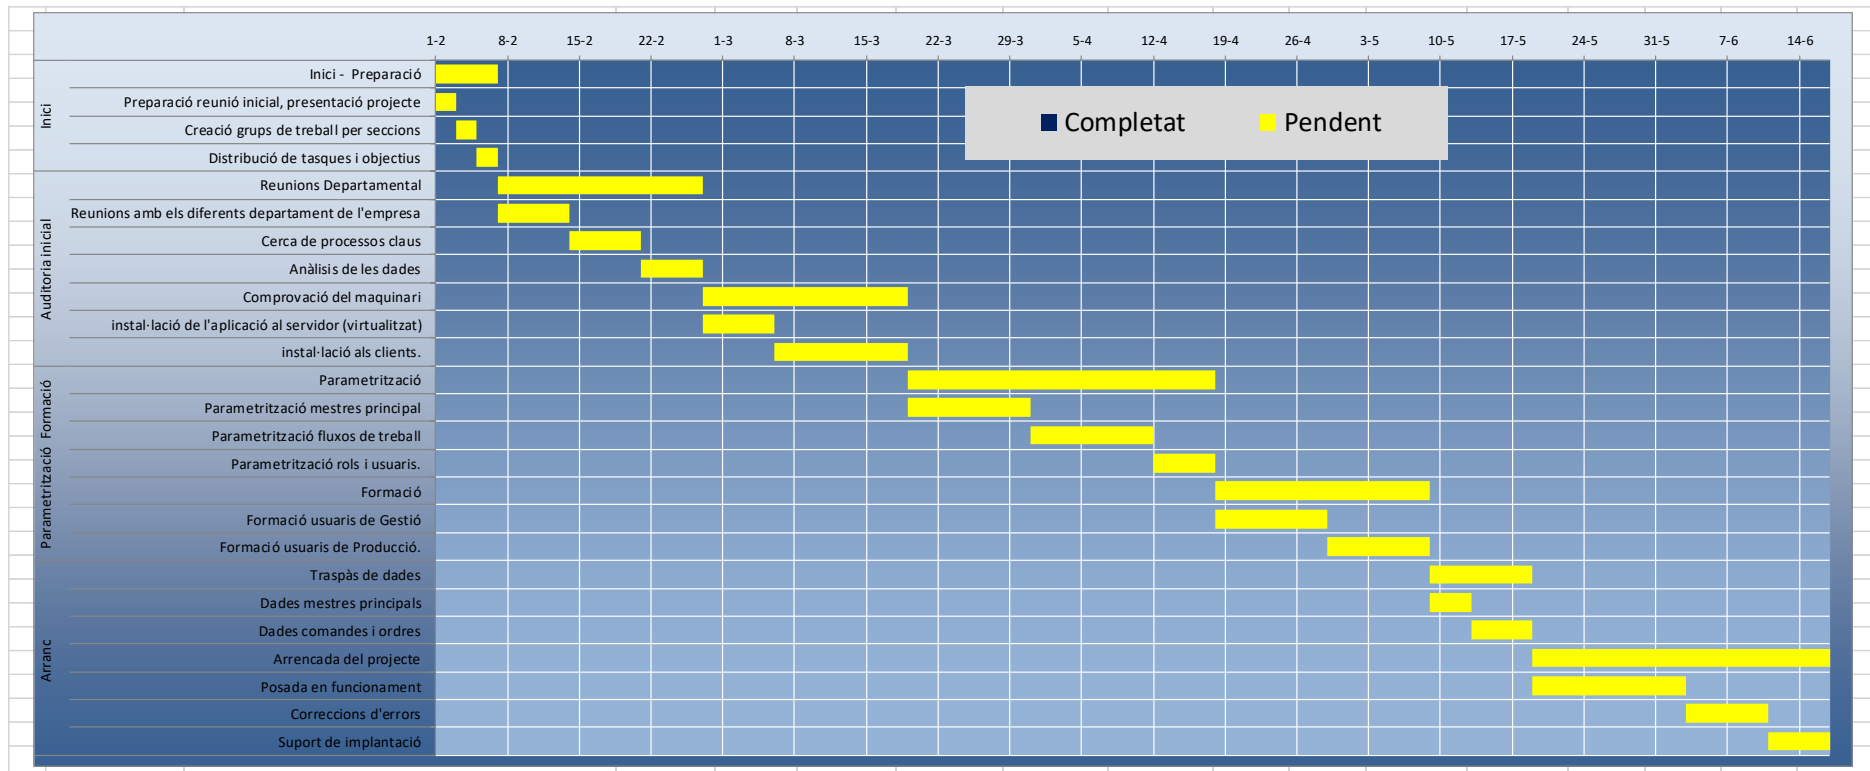 1-2 8-2 15-2 22-2 1-3 8-3 15-3 22-3 29-3 5-4 12-4 19-4 26-4 3-5 10-5 17-5 24-5 31-5 7-6 14-6
Completat Pendent
Inici
Inici - Preparació
Preparació reunió inicial, presentació projecte
Creació grups de treball per seccions
Distribució de tasques i objectius
Auditoria inicial
Reunions Departamental
Reunions amb els diferents departament de l'empresa
Cerca de processos claus
Anàlisis de les dades
Comprovació del maquinari
instal·lació de l'aplicació al servidor (virtualitzat)
instal·lació als clients.
Parametrització Formació
Parametrització
Parametrització mestres principal
Parametrització fluxos de treball
Parametrització rols i usuaris.
Formació
Formació usuaris de Gestió
Formació usuaris de Producció.
Arranc
Traspàs de dades
Dades mestres principals
Dades comandes i ordres
Arrencada del projecte
Posada en funcionament
Correccions d'errors
Suport de implantació